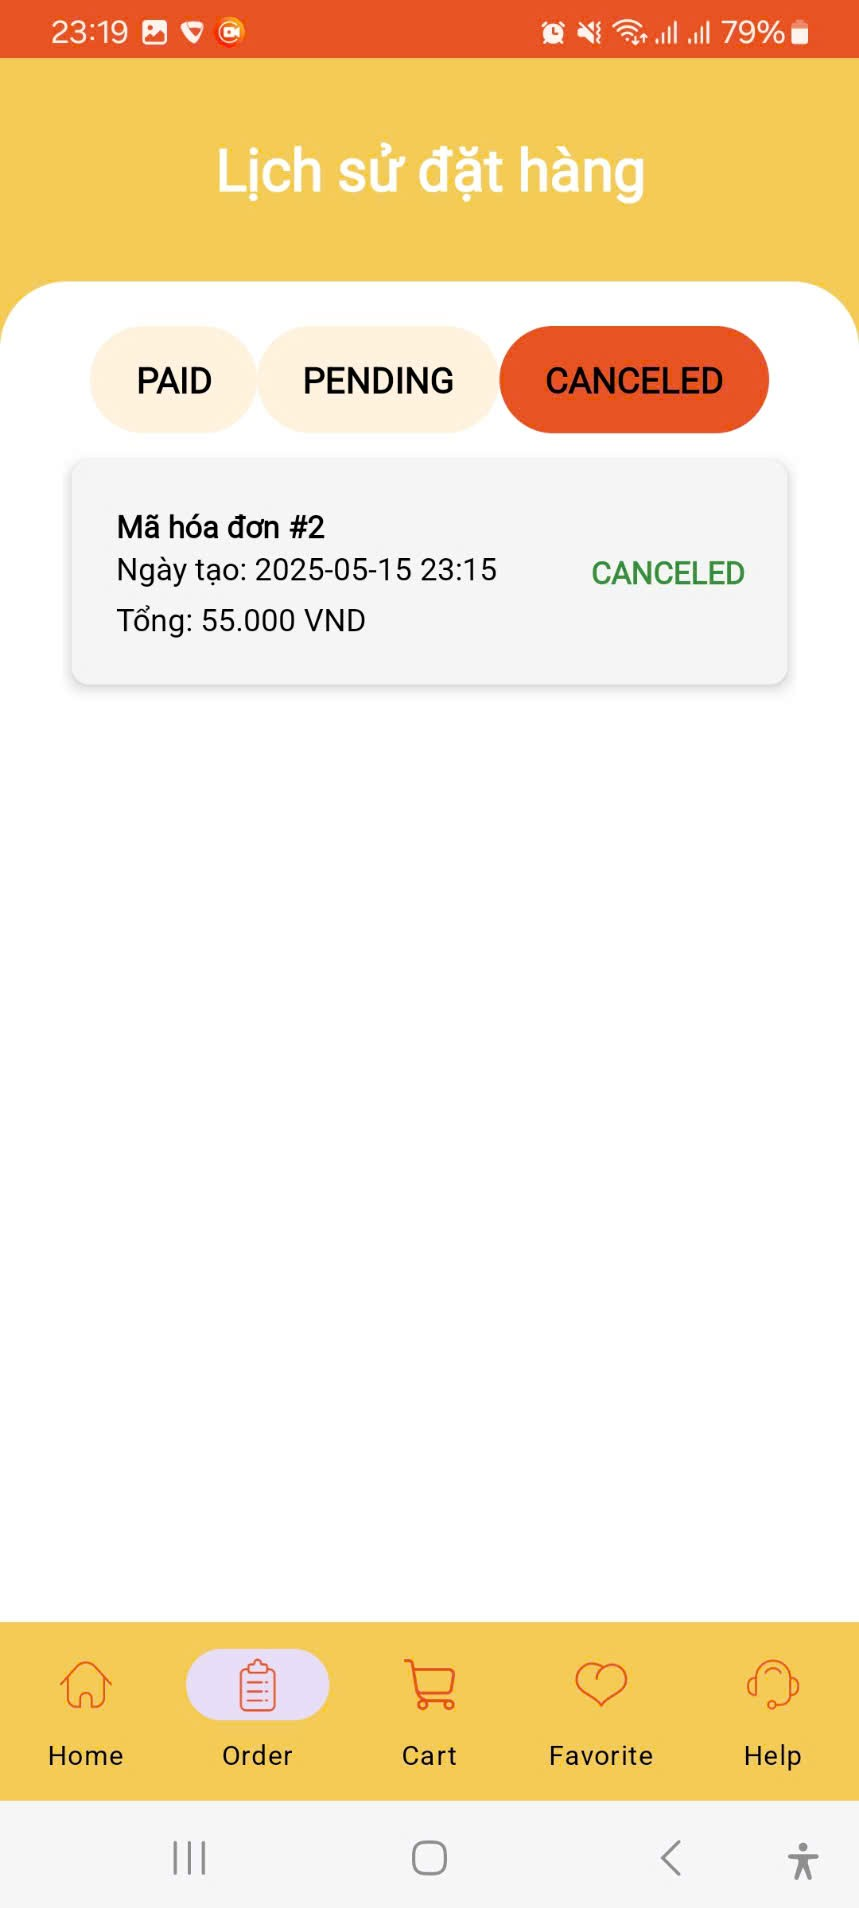 23:19 79%
Lịch sử đặt hàng
PAID PENDING CANCELED
Mã hóa đơn #2
Ngày tạo: 2025-05-15 23:15
CANCELED
Tổng: 55.000 VND
Home Order Cart Favorite Help